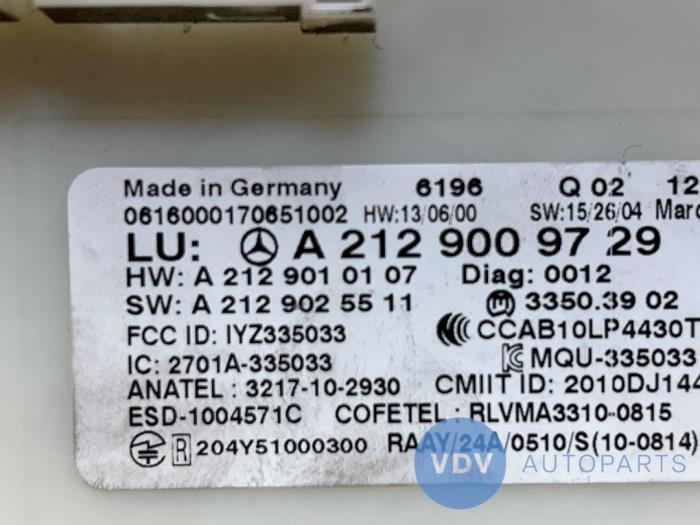 Made in Germany 6196 Q 02 12
0616000170651002 HW:13/06/00 SW:15/26/04 Marc
LU: A 212 900 97 29
HW: A 212 901 01 07 Diag: 0012
SW: A 212 902 55 11 3350.39 02
FCC ID: IYZ335033 CCAB10LP4430T
IC: 2701A-335033 MQU-335033
ANATEL : 3217-10-2930 CMIIT ID: 2010DJ144
ESD-1004571C COFETEL : RLVMA3310-0815
R 204Y51000300 RAAY/24A/0510/S(10-0814)
VDV AUTOPARTS